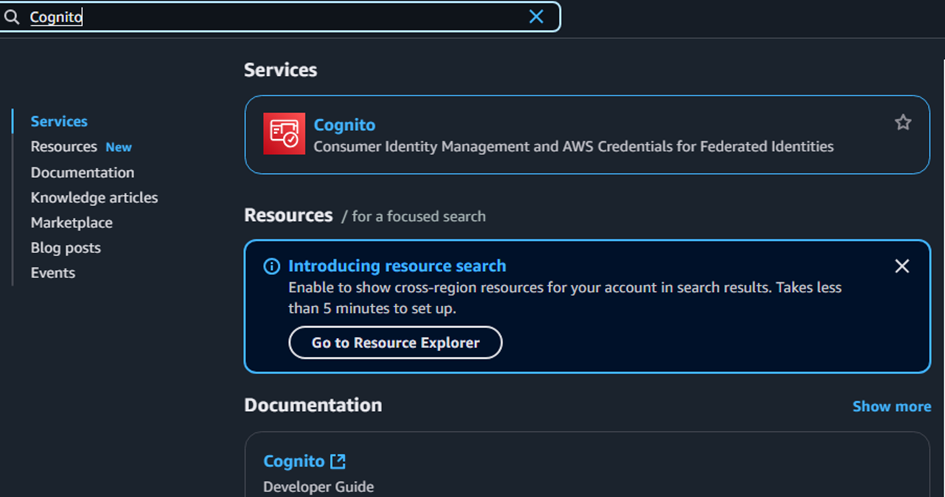 Cognito
Services
Resources New
Documentation
Knowledge articles
Marketplace
Blog posts
Events
Services
Cognito
Consumer Identity Management and AWS Credentials for Federated Identities
Resources / for a focused search
Introducing resource search
Enable to show cross-region resources for your account in search results. Takes less
than 5 minutes to set up.
Go to Resource Explorer
Documentation
Show more
Cognito
Developer Guide